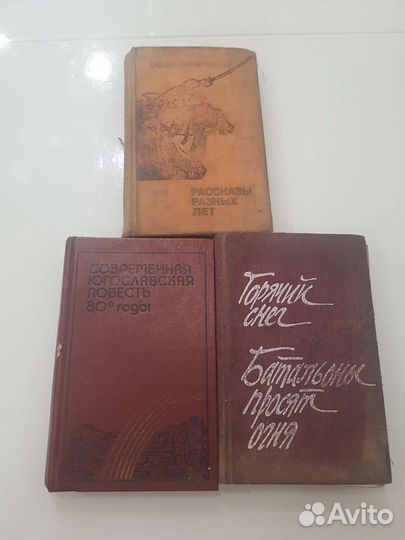 РАССКАЗЫ
РАЗНЫХ
ЛЕТ
СОВРЕМЕННАЯ
ЮГОСЛАВСКАЯ
ПОВЕСТЬ
80е годы
Горячий
снег
Батальоны
просят
огня
Avito